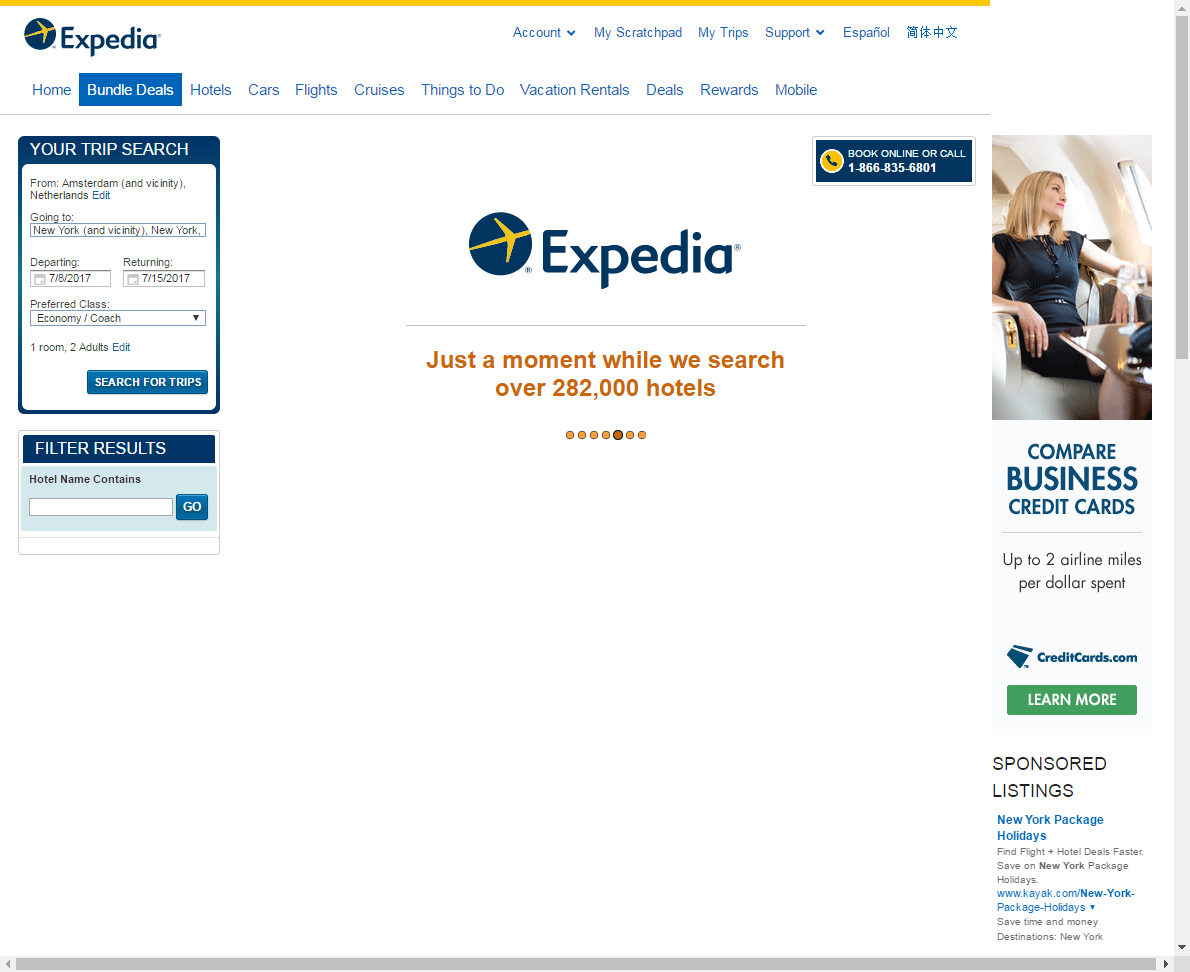 Expedia
Account
My Scratchpad
My Trips
Support
Español
简体中文
Home
Bundle Deals
Hotels
Cars
Flights
Cruises
Things to Do
Vacation Rentals
Deals
Rewards
Mobile
YOUR TRIP SEARCH
From: Amsterdam (and vicinity),
Netherlands Edit
Going to:
New York (and vicinity), New York,
Departing:
Returning:
7/8/2017
7/15/2017
Preferred Class:
Economy / Coach
1 room, 2 Adults Edit
SEARCH FOR TRIPS
FILTER RESULTS
Hotel Name Contains
GO
BOOK ONLINE OR CALL
1-866-835-6801
Expedia®
Just a moment while we search
over 282,000 hotels
COMPARE
BUSINESS
CREDIT CARDS
Up to 2 airline miles
per dollar spent
CreditCards.com
LEARN MORE
SPONSORED
LISTINGS
New York Package
Holidays
Find Flight + Hotel Deals Faster.
Save on New York Package
Holidays.
www.kayak.com/New-York-
Package-Holidays
Save time and money
Destinations: New York